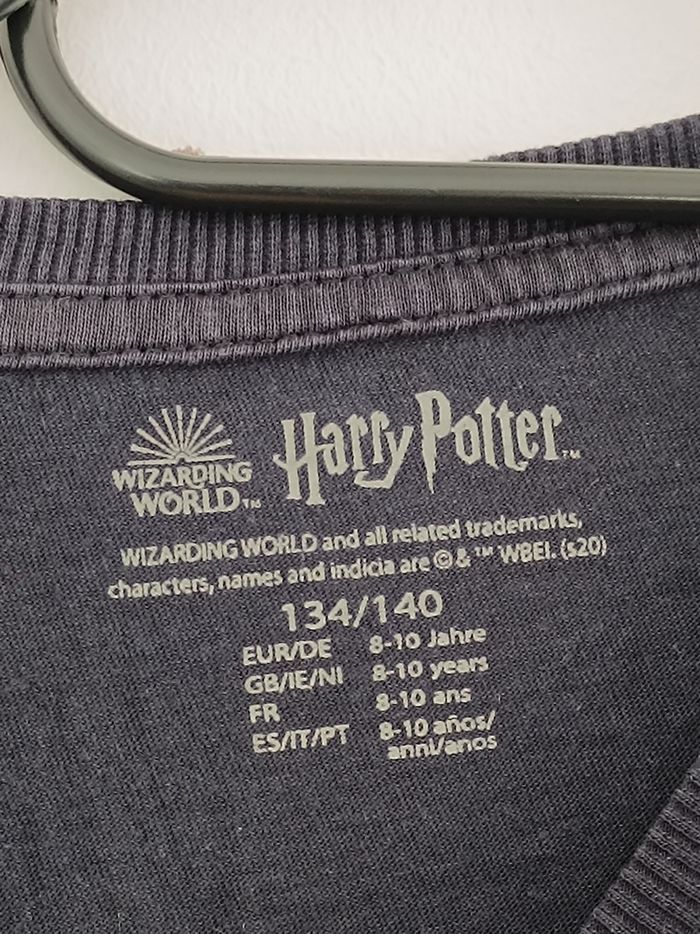 WIZARDING
WORLD™
Harry Potter™
WIZARDING WORLD and all related trademarks,
characters, names and indicia are © & ™ WBEI. (s20)
134/140
EUR/DE 8-10 Jahre
GB/IE/NI 8-10 years
FR 8-10 ans
ES/IT/PT 8-10 años/
anni/anos